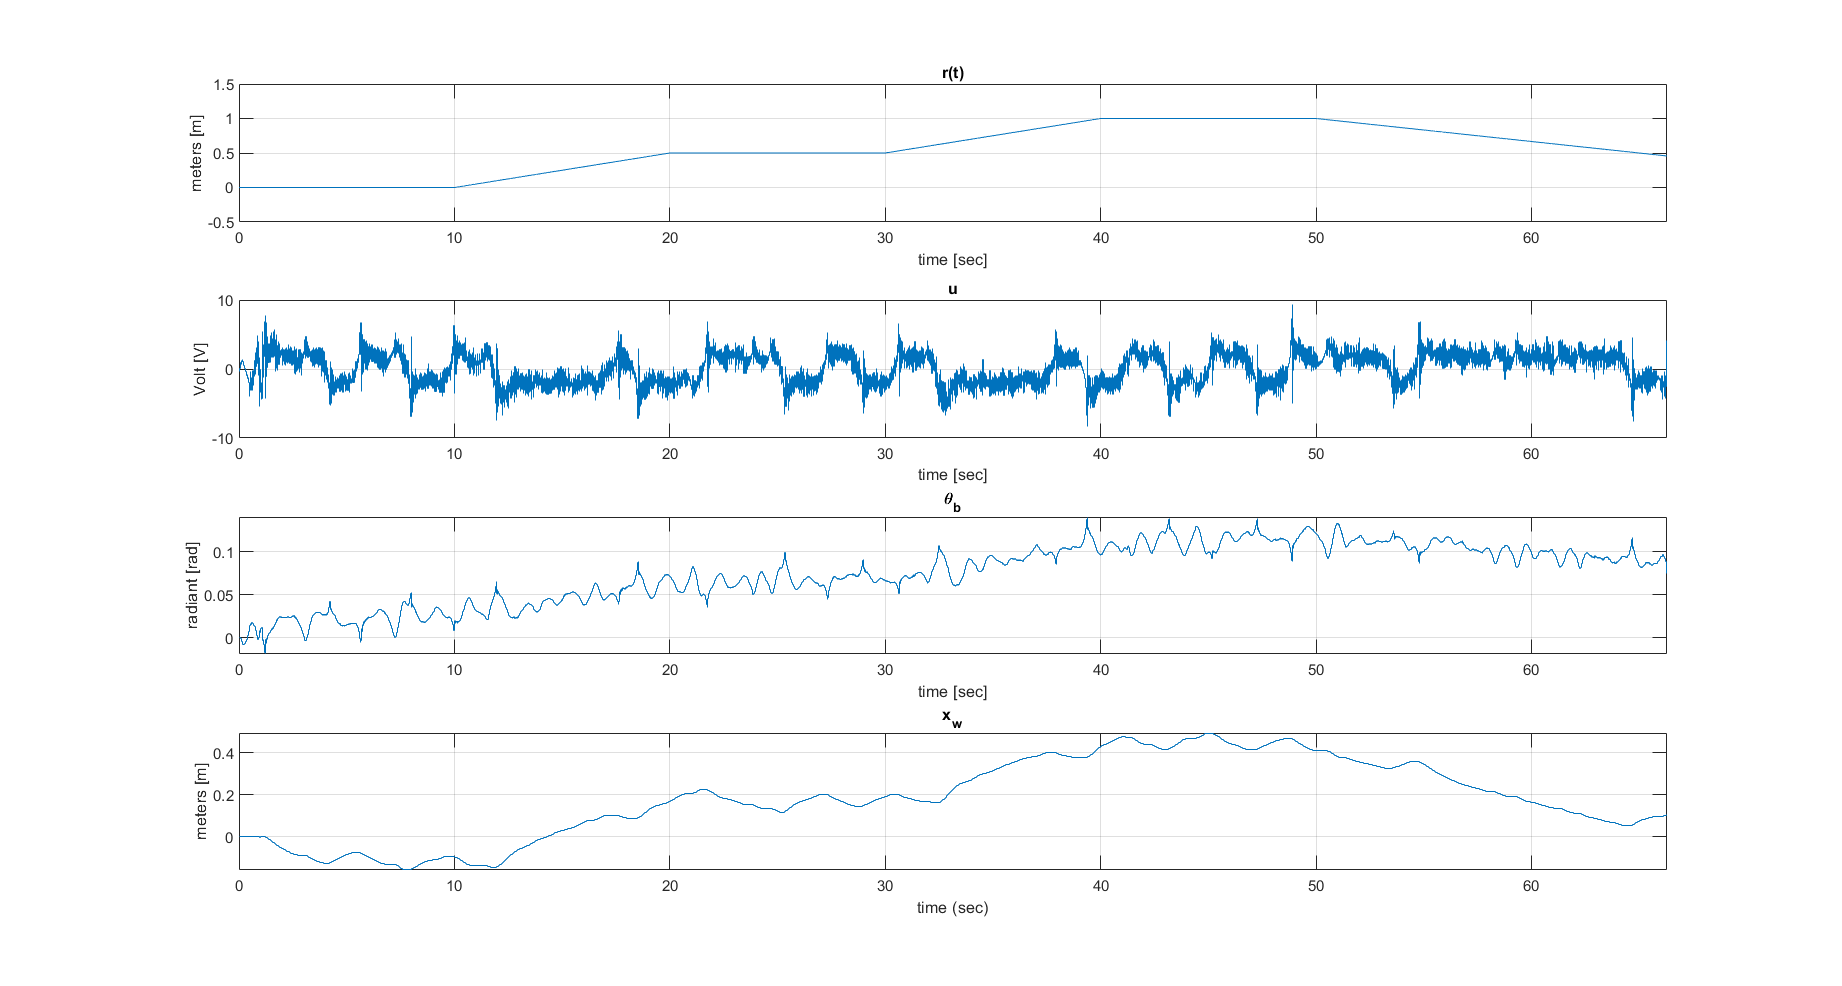 r(t)
meters [m]
1.5
1
0.5
0
-0.5
0 10 20 30 40 50 60
time [sec]
u
Volt [V]
10
0
-10
0 10 20 30 40 50 60
time [sec]
θb
radiant [rad]
0.1
0.05
0
0 10 20 30 40 50 60
time [sec]
xw
meters [m]
0.4
0.2
0
0 10 20 30 40 50 60
time (sec)